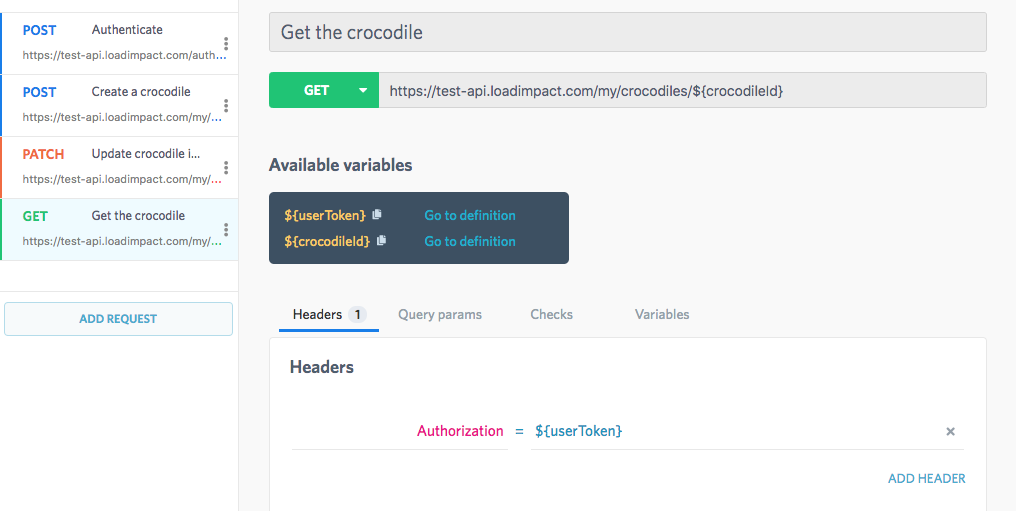 POST Authenticate
https://test-api.loadimpact.com/auth...
POST Create a crocodile
https://test-api.loadimpact.com/my/...
PATCH Update crocodile i...
https://test-api.loadimpact.com/my/...
GET Get the crocodile
https://test-api.loadimpact.com/my/...
ADD REQUEST
Get the crocodile
GET https://test-api.loadimpact.com/my/crocodiles/${crocodileId}
Available variables
${userToken} Go to definition
${crocodileId} Go to definition
Headers 1 Query params Checks Variables
Headers
Authorization = ${userToken} ×
ADD HEADER